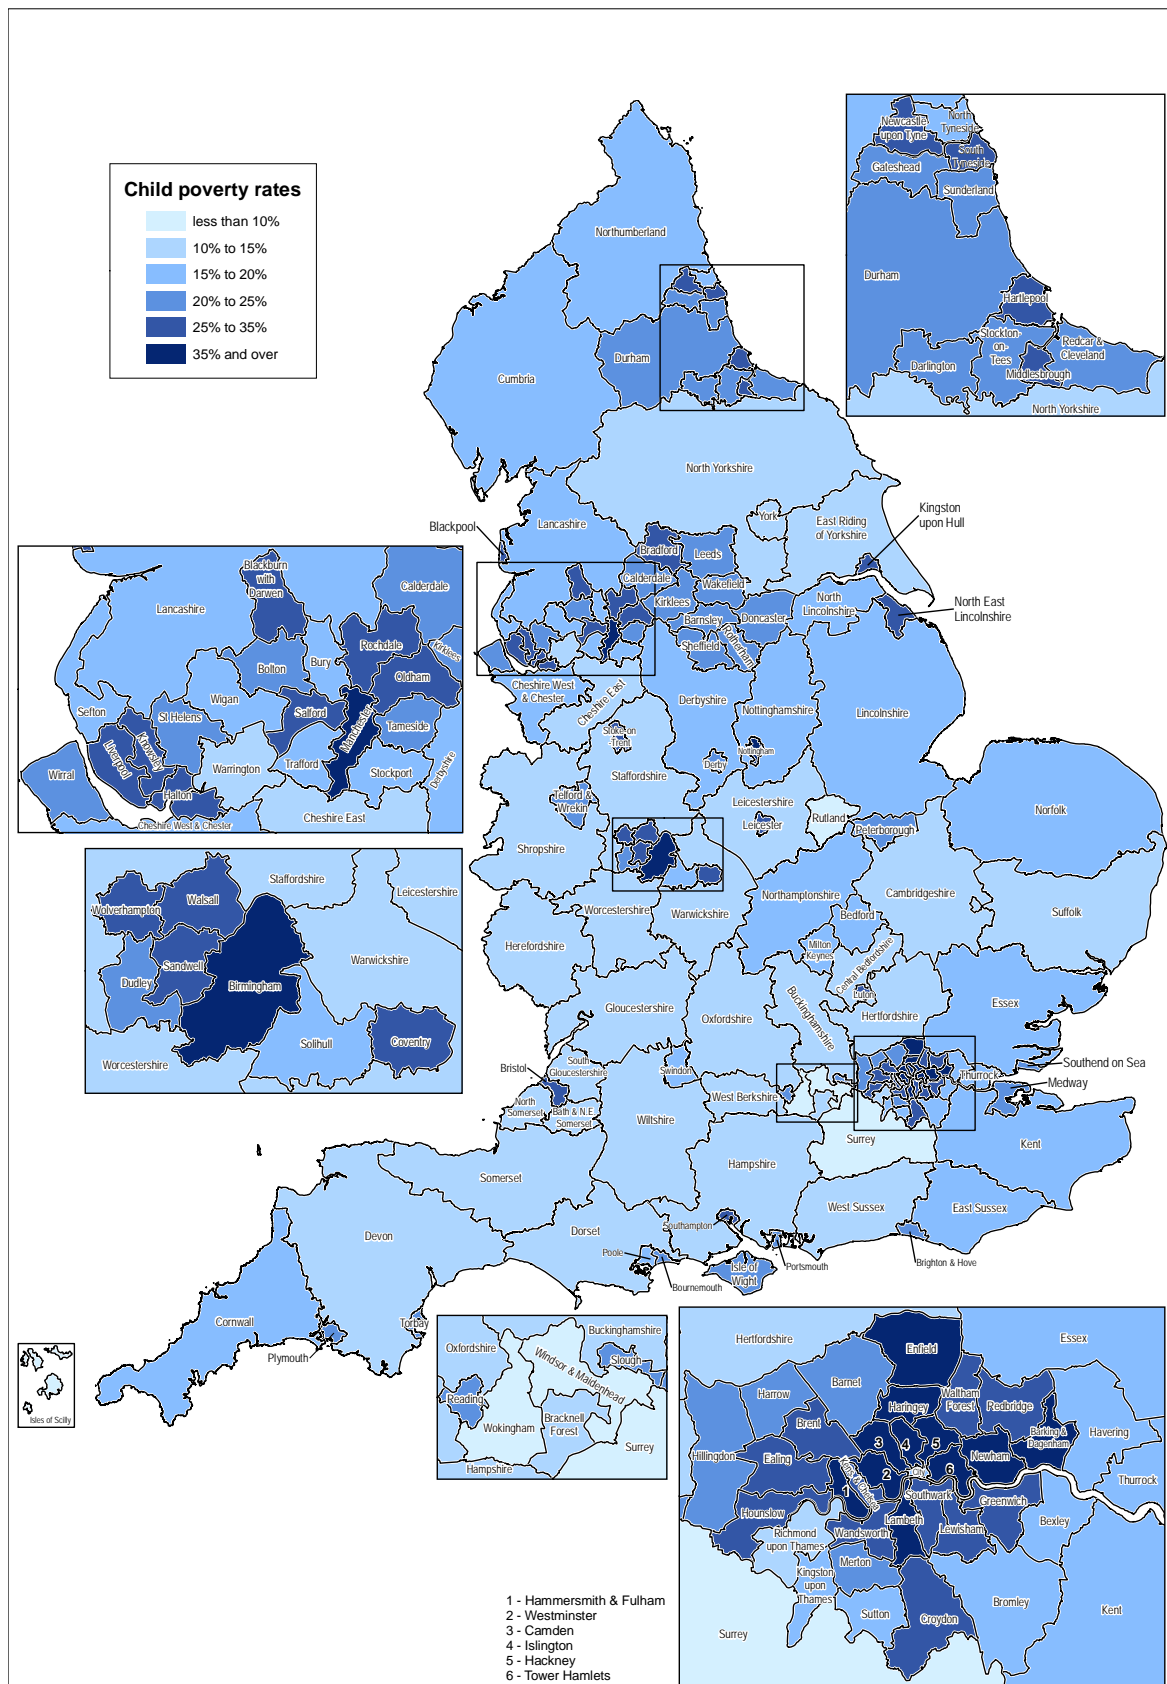 Child poverty rates
less than 10%
10% to 15%
15% to 20%
20% to 25%
25% to 35%
35% and over
Newcastle
upon Tyne
North
Tyneside
South
Tyneside
Gateshead
Sunderland
Durham
Hartlepool
Stockton-
on-
Tees
Redcar &
Cleveland
Darlington
Middlesbrough
North Yorkshire
Northumberland
Durham
Cumbria
North Yorkshire
York
East Riding
of Yorkshire
Kingston
upon Hull
Blackpool
Lancashire
Bradford
Leeds
Calderdale
Wakefield
Kirklees
Barnsley
Doncaster
Sheffield
Rotherham
North
Lincolnshire
North East
Lincolnshire
Cheshire West
& Chester
Cheshire East
Derbyshire
Nottinghamshire
Lincolnshire
Stoke-on
-Trent
Derby
Nottingham
Staffordshire
Telford &
Wrekin
Shropshire
Leicestershire
Leicester
Rutland
Peterborough
Norfolk
Cambridgeshire
Suffolk
Northamptonshire
Worcestershire
Warwickshire
Herefordshire
Bedford
Milton
Keynes
Central Bedfordshire
Luton
Buckinghamshire
Hertfordshire
Essex
Gloucestershire
Oxfordshire
South
Gloucestershire
Bristol
North
Somerset
Bath & N.E.
Somerset
Swindon
Wiltshire
West Berkshire
Thurrock
Southend on Sea
Medway
Surrey
Kent
Hampshire
Somerset
West Sussex
East Sussex
Devon
Dorset
Southampton
Poole
Bournemouth
Isle of
Wight
Portsmouth
Brighton & Hove
Cornwall
Plymouth
Torbay
Isles of Scilly
Lancashire
Blackburn
with
Darwen
Calderdale
Rochdale
Kirklees
Bolton
Bury
Oldham
Wigan
Salford
Manchester
Tameside
Sefton
St Helens
Knowsley
Liverpool
Wirral
Halton
Warrington
Trafford
Stockport
Derbyshire
Cheshire West & Chester
Cheshire East
Staffordshire
Leicestershire
Walsall
Wolverhampton
Sandwell
Dudley
Birmingham
Warwickshire
Solihull
Coventry
Worcestershire
Oxfordshire
Buckinghamshire
Windsor & Maidenhead
Slough
Reading
Wokingham
Bracknell
Forest
Surrey
Hampshire
Hertfordshire
Essex
Enfield
Barnet
Harrow
Haringey
Waltham
Forest
Redbridge
Brent
Barking &
Dagenham
Havering
Hillingdon
Ealing
3
4
5
Newham
Kens & Chelsea
1
2
City
6
Thurrock
Southwark
Hounslow
Greenwich
Lambeth
Lewisham
Bexley
Richmond
upon Thames
Wandsworth
Merton
Kingston
upon
Thames
Sutton
Croydon
Bromley
Kent
Surrey
1 - Hammersmith & Fulham
2 - Westminster
3 - Camden
4 - Islington
5 - Hackney
6 - Tower Hamlets